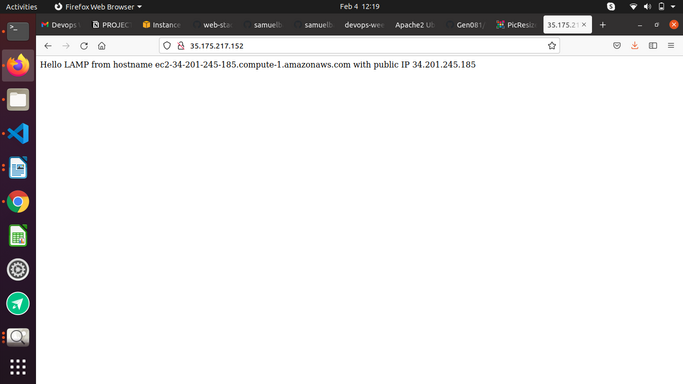 Activities
Firefox Web Browser
Feb 4 12:19
Devops
PROJEC
Instance
web-sta
samuelb
samuelb
devops-wee
Apache2 U
Gen081/
PicResiz
35.175.21
35.175.217.152
Hello LAMP from hostname ec2-34-201-245-185.compute-1.amazonaws.com with public IP 34.201.245.185